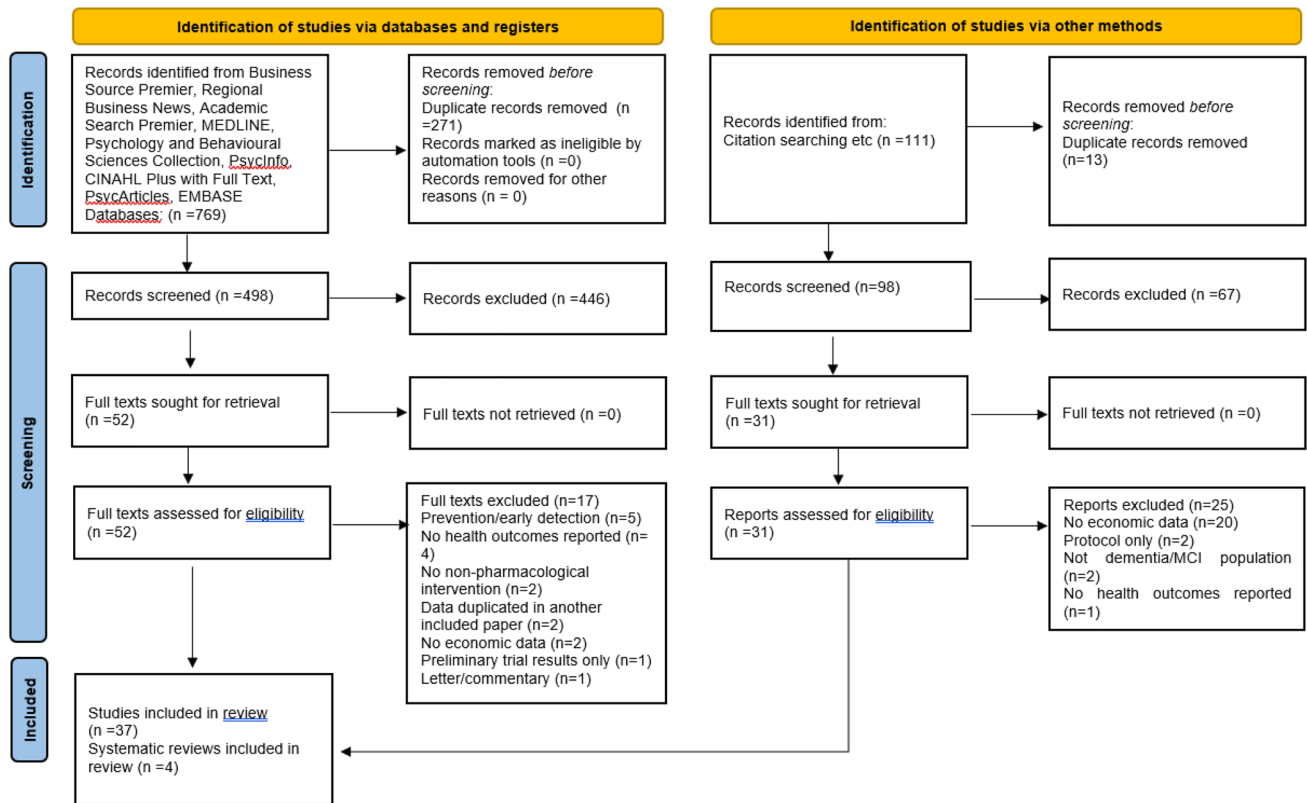 Identification of studies via databases and registers
Identification of studies via other methods
Identification
Records identified from Business
Source Premier, Regional
Business News, Academic
Search Premier, MEDLINE,
Psychology and Behavioural
Sciences Collection, PsycInfo,
CINAHL Plus with Full Text,
PsycArticles, EMBASE
Databases: (n =769)
Records removed before
screening:
Duplicate records removed (n
=271)
Records marked as ineligible by
automation tools (n =0)
Records removed for other
reasons (n = 0)
Records identified from:
Citation searching etc (n =111)
Records removed before
screening:
Duplicate records removed
(n=13)
Screening
Records screened (n =498)
Records excluded (n =446)
Records screened (n=98)
Records excluded (n =67)
Full texts sought for retrieval
(n =52)
Full texts not retrieved (n =0)
Full texts sought for retrieval
(n =31)
Full texts not retrieved (n =0)
Full texts assessed for eligibility
(n =52)
Full texts excluded (n=17)
Prevention/early detection (n=5)
No health outcomes reported (n=
4)
No non-pharmacological
intervention (n=2)
Data duplicated in another
included paper (n=2)
No economic data (n=2)
Preliminary trial results only (n=1)
Letter/commentary (n=1)
Reports assessed for eligibility
(n =31)
Reports excluded (n=25)
No economic data (n=20)
Protocol only (n=2)
Not dementia/MCI population
(n=2)
No health outcomes reported
(n=1)
Included
Studies included in review
(n =37)
Systematic reviews included in
review (n =4)